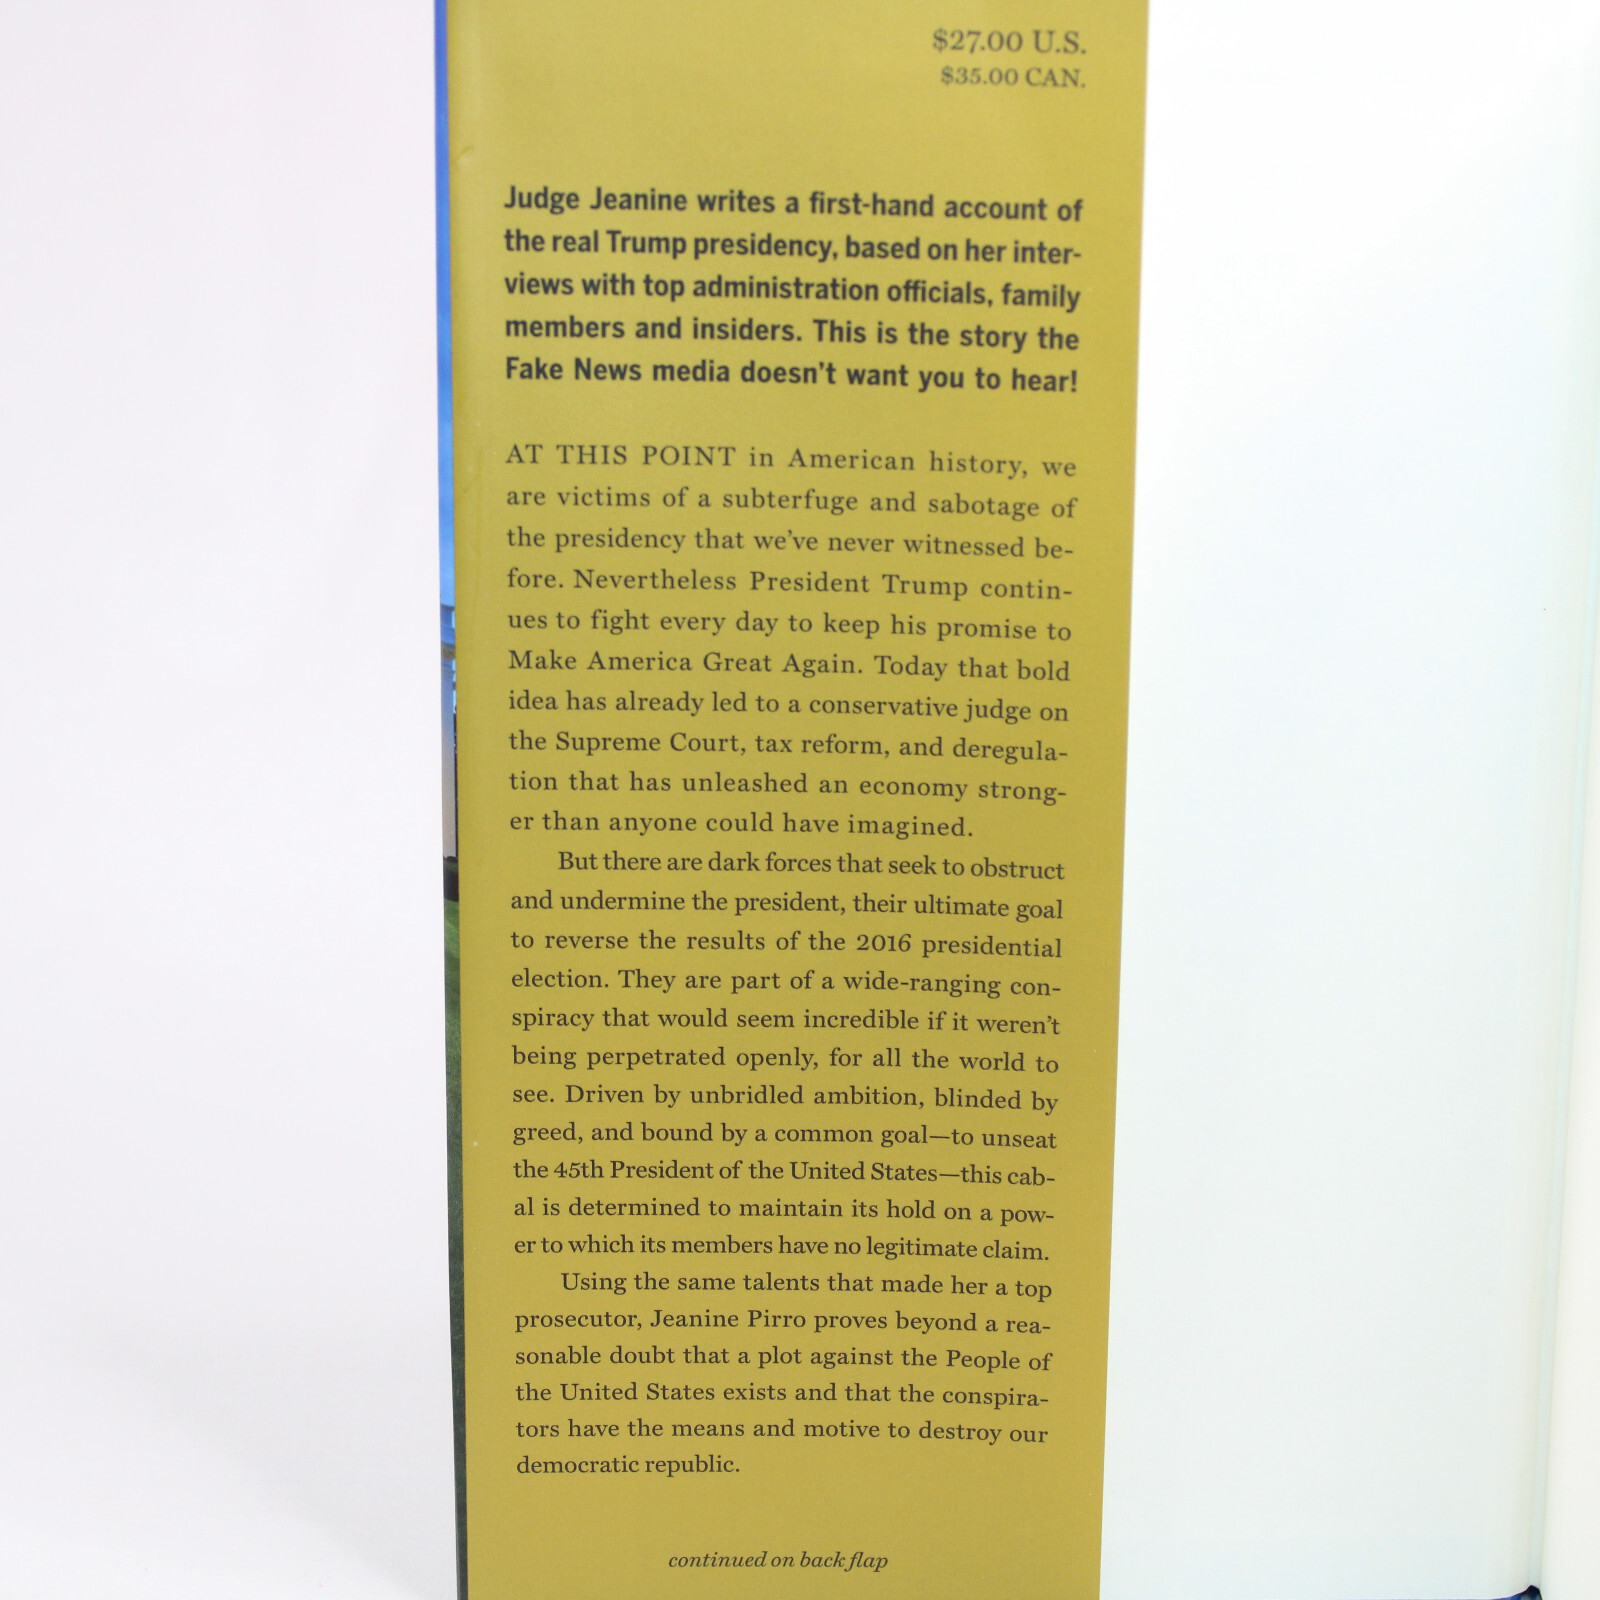 $27.00 U.S.
$35.00 CAN.
Judge Jeanine writes a first-hand account of
the real Trump presidency, based on her inter-
views with top administration officials, family
members and insiders. This is the story the
Fake News media doesn't want you to hear!
AT THIS POINT in American history, we
are victims of a subterfuge and sabotage of
the presidency that we've never witnessed be-
fore. Nevertheless President Trump contin-
ues to fight every day to keep his promise to
Make America Great Again. Today that bold
idea has already led to a conservative judge on
the Supreme Court, tax reform, and deregula-
tion that has unleashed an economy strong-
er than anyone could have imagined.
But there are dark forces that seek to obstruct
and undermine the president, their ultimate goal
to reverse the results of the 2016 presidential
election. They are part of a wide-ranging con-
spiracy that would seem incredible if it weren't
being perpetrated openly, for all the world to
see. Driven by unbridled ambition, blinded by
greed, and bound by a common goal—to unseat
the 45th President of the United States—this cab-
al is determined to maintain its hold on a pow-
er to which its members have no legitimate claim.
Using the same talents that made her a top
prosecutor, Jeanine Pirro proves beyond a rea-
sonable doubt that a plot against the People of
the United States exists and that the conspira-
tors have the means and motive to destroy our
democratic republic.
continued on back flap